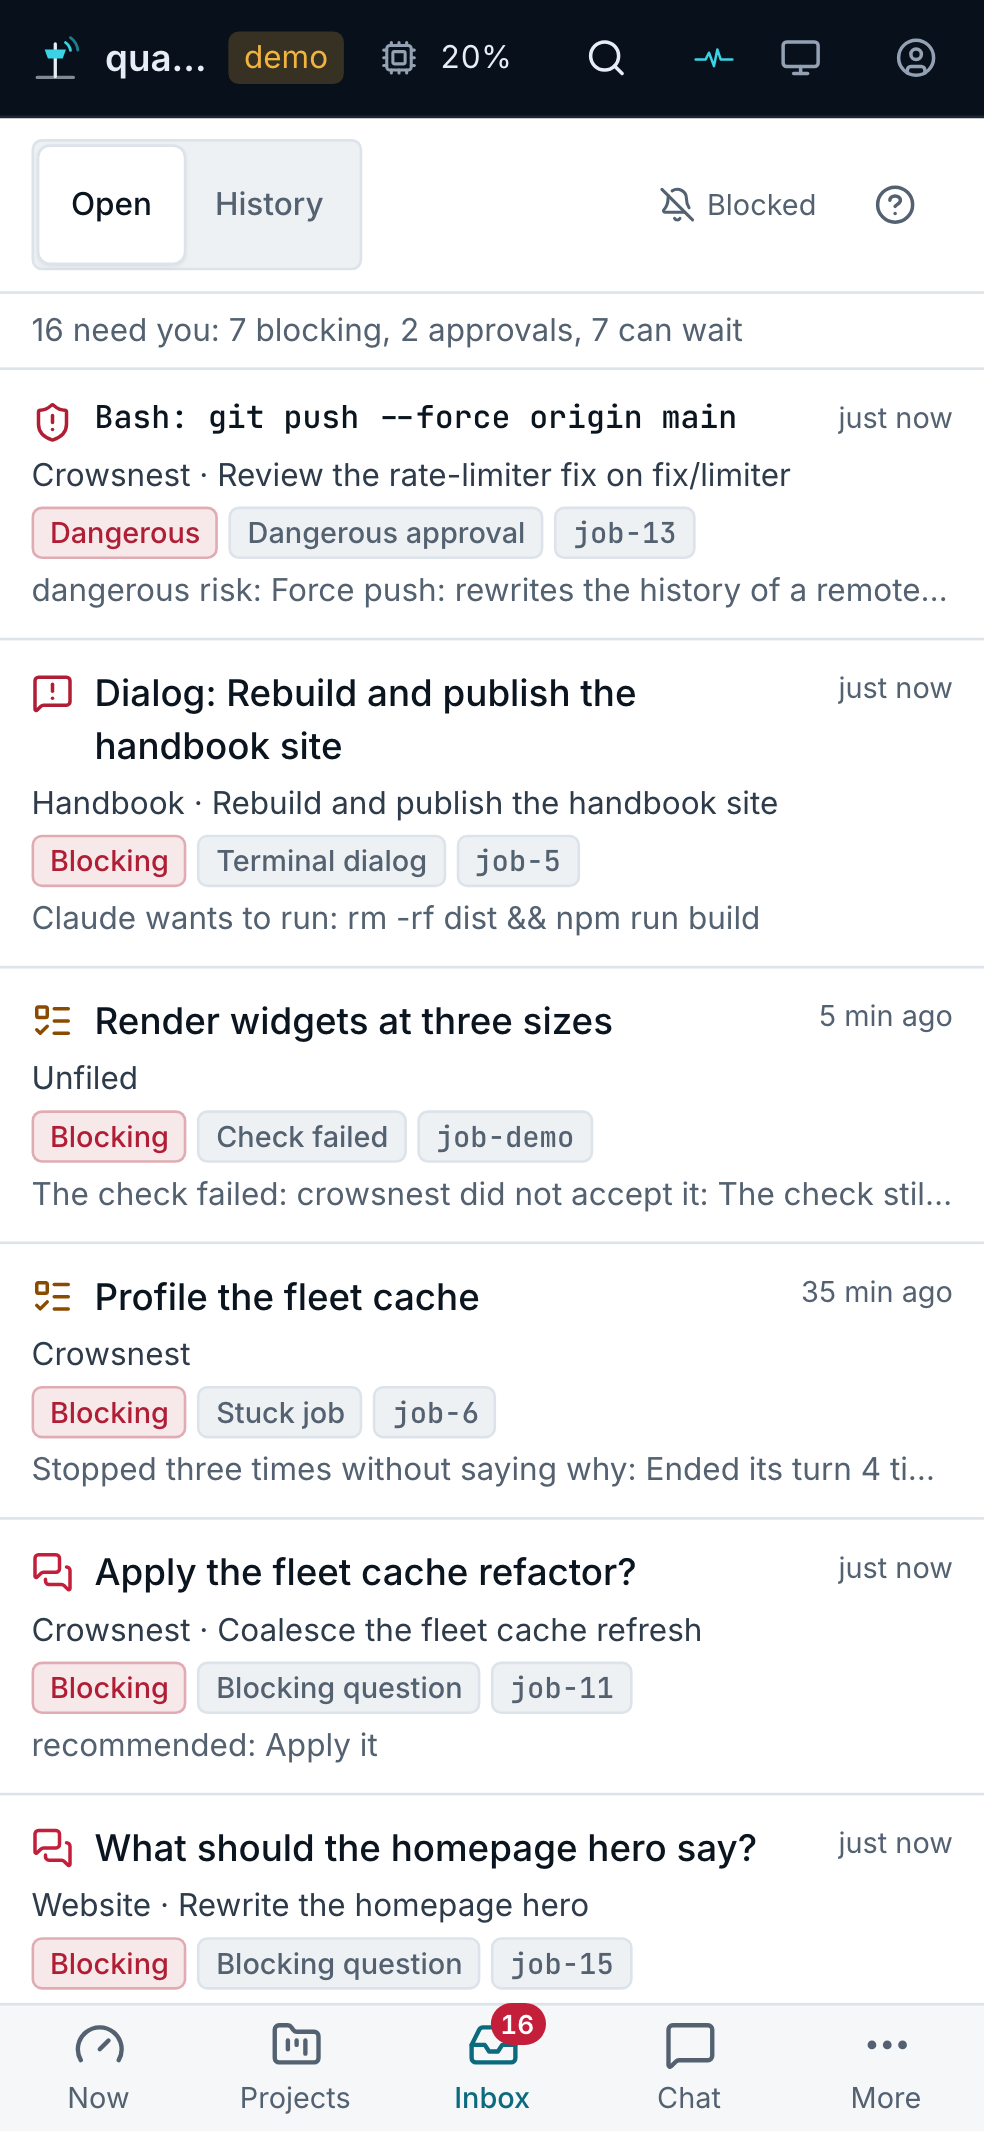 qua... demo 20%
Open History Blocked
16 need you: 7 blocking, 2 approvals, 7 can wait
Bash: git push --force origin main just now
Crowsnest · Review the rate-limiter fix on fix/limiter
Dangerous Dangerous approval job-13
dangerous risk: Force push: rewrites the history of a remote...
Dialog: Rebuild and publish the just now
handbook site
Handbook · Rebuild and publish the handbook site
Blocking Terminal dialog job-5
Claude wants to run: rm -rf dist && npm run build
Render widgets at three sizes 5 min ago
Unfiled
Blocking Check failed job-demo
The check failed: crowsnest did not accept it: The check stil...
Profile the fleet cache 35 min ago
Crowsnest
Blocking Stuck job job-6
Stopped three times without saying why: Ended its turn 4 ti...
Apply the fleet cache refactor? just now
Crowsnest · Coalesce the fleet cache refresh
Blocking Blocking question job-11
recommended: Apply it
What should the homepage hero say? just now
Website · Rewrite the homepage hero
Blocking Blocking question job-15
16
Now Projects Inbox Chat More